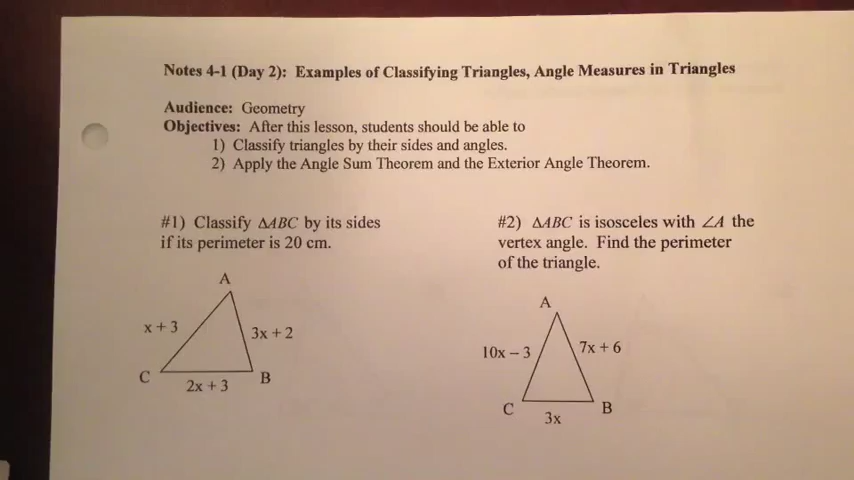 Notes 4-1 (Day 2): Examples of Classifying Triangles, Angle Measures in Triangles
Audience: Geometry
Objectives: After this lesson, students should be able to
1) Classify triangles by their sides and angles.
2) Apply the Angle Sum Theorem and the Exterior Angle Theorem.
#1) Classify ΔABC by its sides
if its perimeter is 20 cm.
A
x + 3
3x + 2
C
B
2x + 3
#2) ΔABC is isosceles with ∠A the
vertex angle. Find the perimeter
of the triangle.
A
10x – 3
7x + 6
C
B
3x